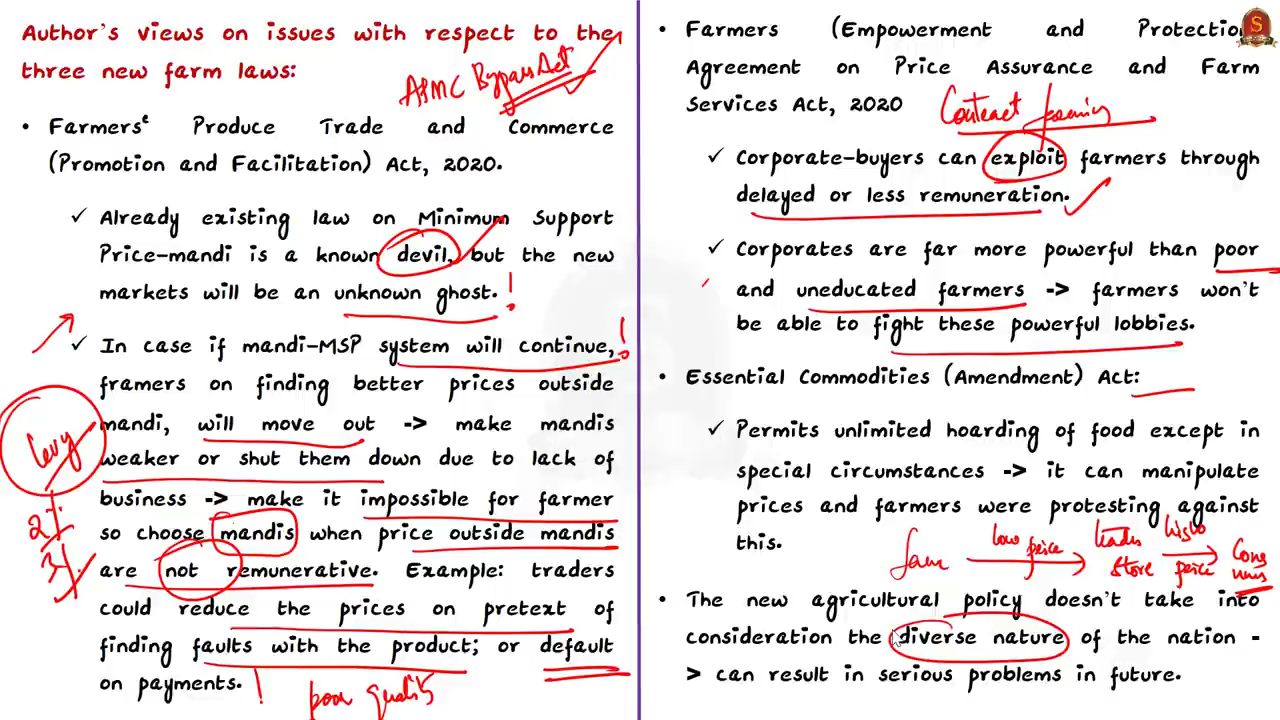 Author's views on issues with respect to the
three new farm laws:
APMC Bypass Act
• Farmers' Produce Trade and Commerce
(Promotion and Facilitation) Act, 2020.
✓ Already existing law on Minimum Support
Price-mandi is a known devil, but the new
markets will be an unknown ghost. !
✓ In case if mandi-MSP system will continue, !
framers on finding better prices outside
mandi, will move out -> make mandis
weaker or shut them down due to lack of
business -> make it impossible for farmer
so choose mandis when price outside mandis
are not remunerative. Example: traders
could reduce the prices on pretext of
finding faults with the product; or default
on payments. !
poor quality
levy
2%
3%
• Farmers (Empowerment and Protection)
Agreement on Price Assurance and Farm
Services Act, 2020
Contract farming
✓ Corporate-buyers can exploit farmers through
delayed or less remuneration.
✓ Corporates are far more powerful than poor
and uneducated farmers -> farmers won't
be able to fight these powerful lobbies.
• Essential Commodities (Amendment) Act:
✓ Permits unlimited hoarding of food except in
special circumstances -> it can manipulate
prices and farmers were protesting against
this.
low price
store
price
• The new agricultural policy doesn't take into
consideration the diverse nature of the nation -
> can result in serious problems in future.
S